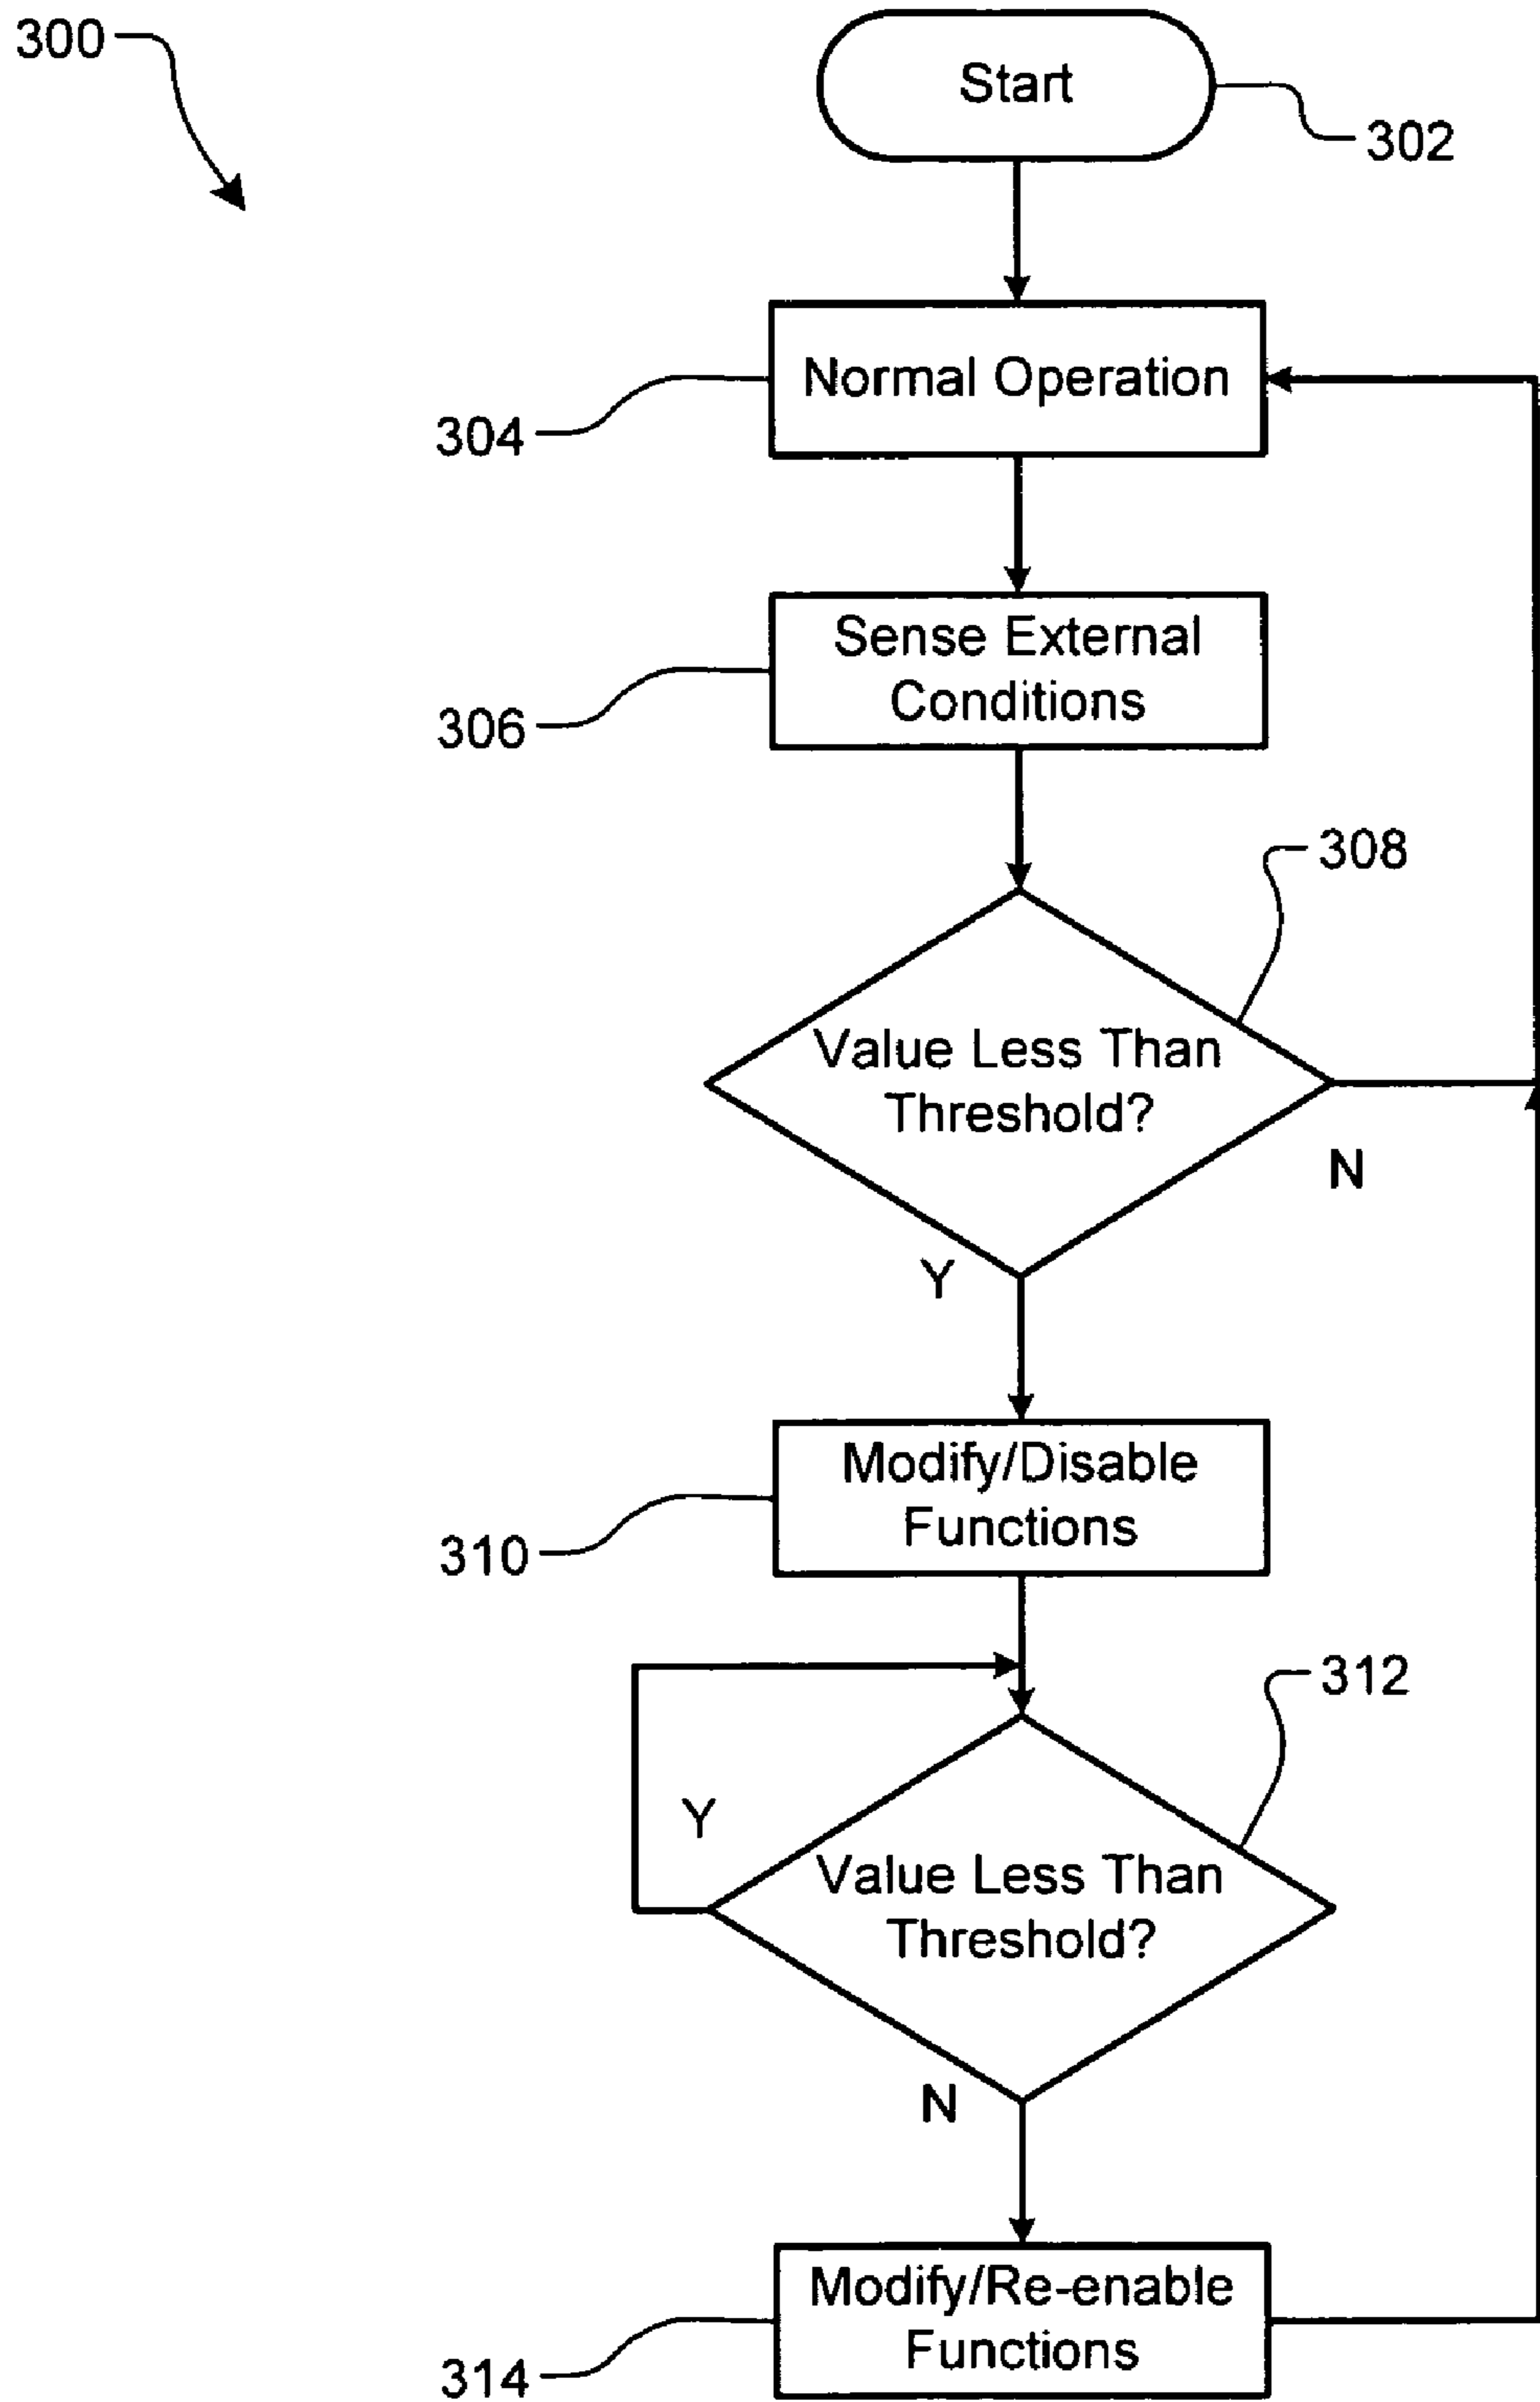 300
Start
302
Normal Operation
304
Sense External
Conditions
306
308
Value Less Than
Threshold?
N
Y
Modify/Disable
Functions
310
312
Y
Value Less Than
Threshold?
N
Modify/Re-enable
Functions
314